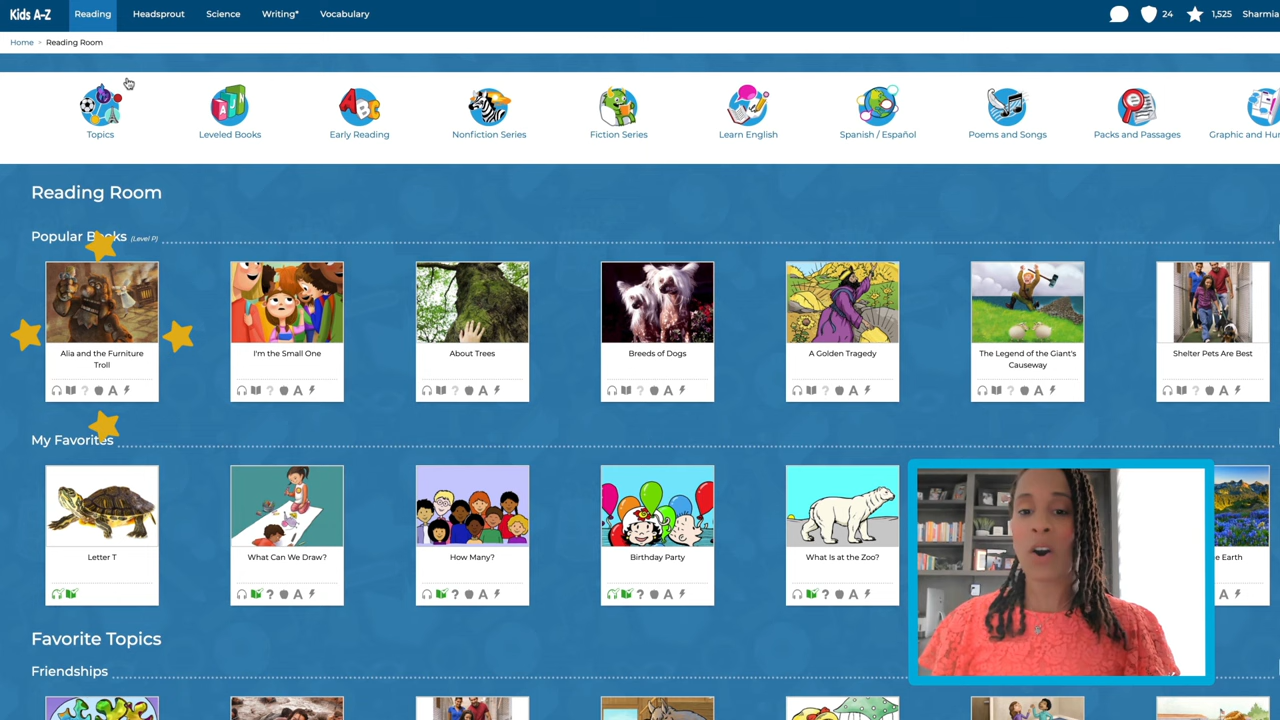 Kids A-Z Reading Headsprout Science Writing* Vocabulary 24 1,525 Sharmia
Home > Reading Room
Topics Leveled Books Early Reading Nonfiction Series Fiction Series Learn English Spanish / Español Poems and Songs Packs and Passages Graphic and Hu
Reading Room
Popular B ks (Level P)
Alia and the Furniture Troll
I'm the Small One
About Trees
Breeds of Dogs
A Golden Tragedy
The Legend of the Giant's Causeway
Shelter Pets Are Best
My Favorites
Letter T
What Can We Draw?
How Many?
Birthday Party
What Is at the Zoo?
e Earth
Favorite Topics
Friendships